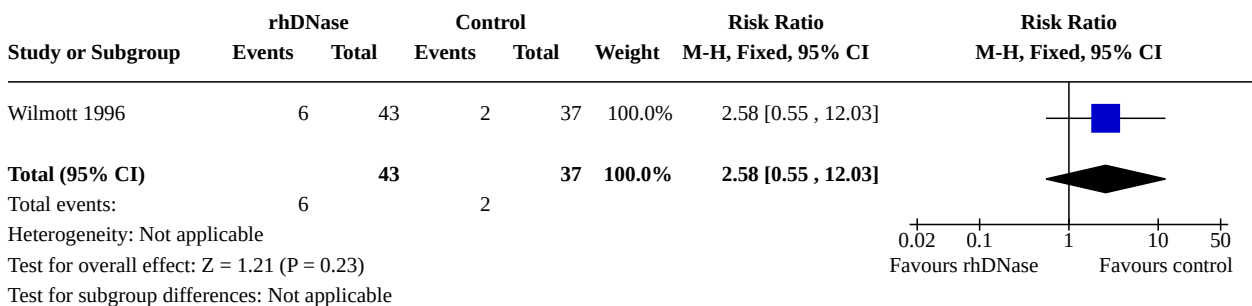 rhDNase Control Risk Ratio Risk Ratio
Study or Subgroup Events Total Events Total Weight M-H, Fixed, 95% CI M-H, Fixed, 95% CI
Wilmott 1996 6 43 2 37 100.0% 2.58 [0.55 , 12.03]
Total (95% CI) 43 37 100.0% 2.58 [0.55 , 12.03]
Total events: 6 2
Heterogeneity: Not applicable
0.02 0.1 1 10 50
Test for overall effect: Z = 1.21 (P = 0.23) Favours rhDNase Favours control
Test for subgroup differences: Not applicable